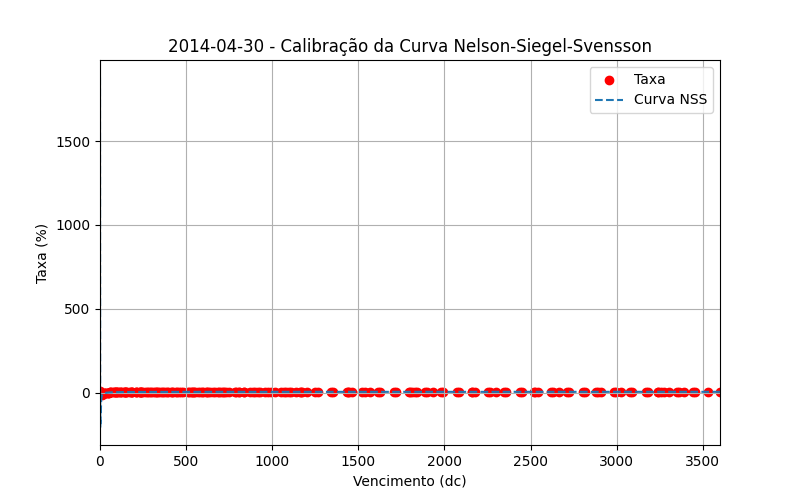 2014-04-30 - Calibração da Curva Nelson-Siegel-Svensson
Taxa
Curva NSS
1500
1000
500
0
Taxa (%)
0 500 1000 1500 2000 2500 3000 3500
Vencimento (dc)